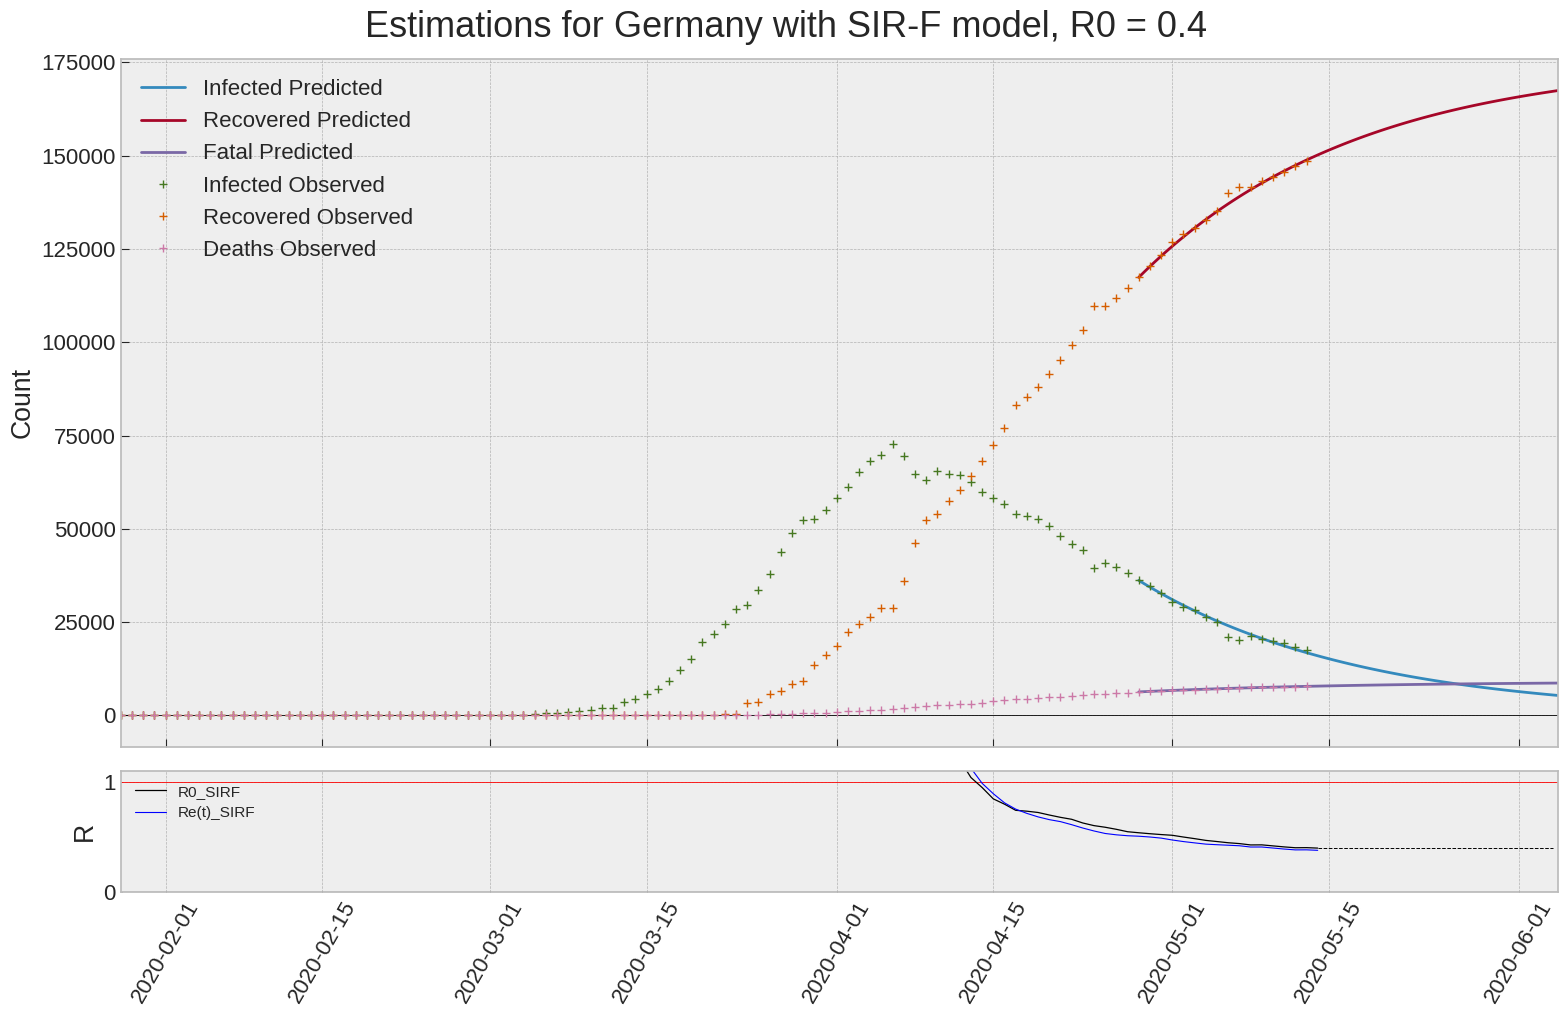 Estimations for Germany with SIR-F model, R0 = 0.4
175000
150000
125000
100000
75000
50000
25000
0
Count
Infected Predicted
Recovered Predicted
Fatal Predicted
Infected Observed
Recovered Observed
Deaths Observed
1
0
R
R0_SIRF
Re(t)_SIRF
2020-02-01
2020-02-15
2020-03-01
2020-03-15
2020-04-01
2020-04-15
2020-05-01
2020-05-15
2020-06-01